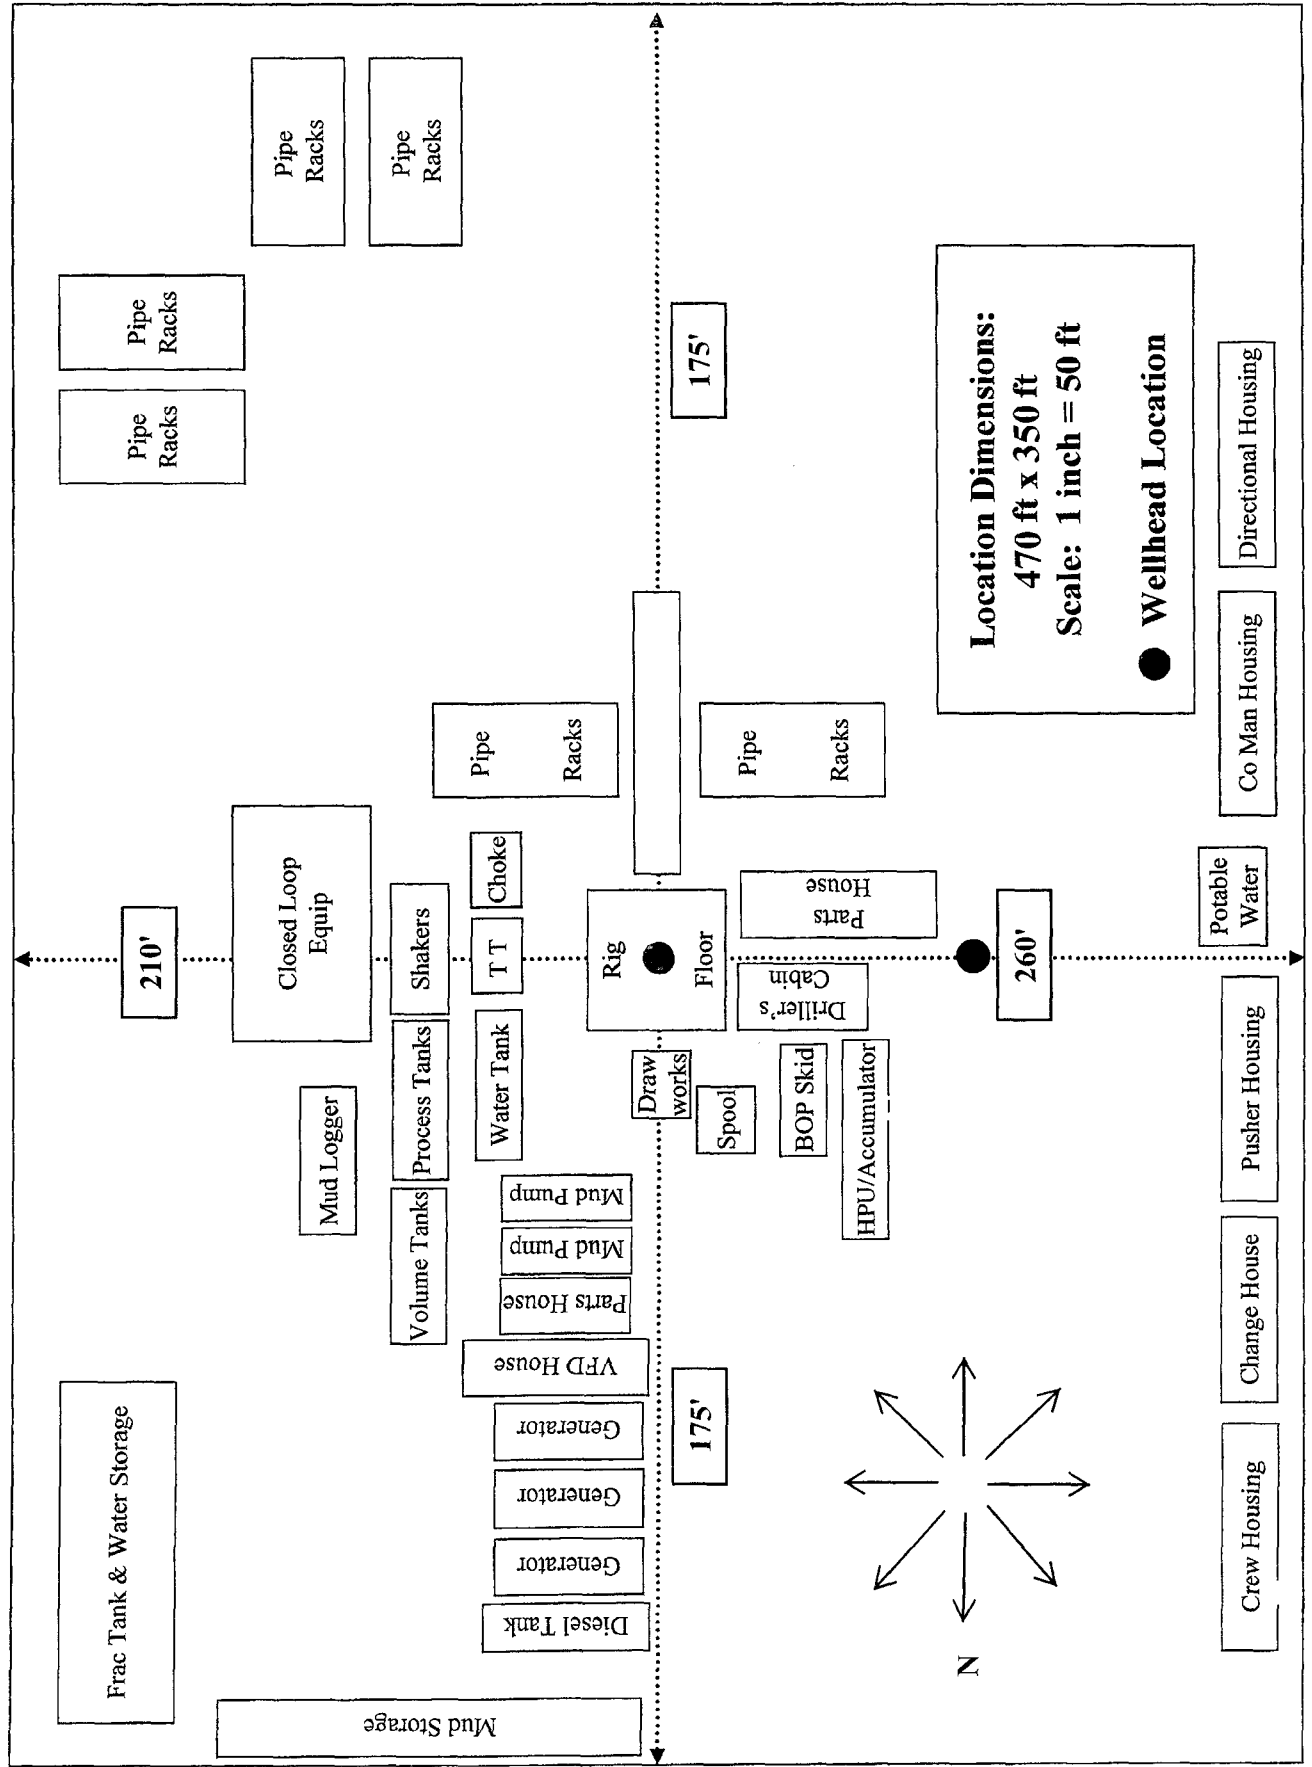 Frac Tank & Water Storage
Mud Storage
Diesel Tank
Generator
Generator
Generator
VFD House
Parts House
Mud Pump
Mud Pump
Volume Tanks
Process Tanks
Shakers
Mud Logger
Water Tank
T T
Choke
Closed Loop
Equip
210'
Pipe
Racks
Pipe
Racks
Pipe
Racks
Pipe
Racks
Pipe
Racks
Pipe
Racks
Rig
Floor
Draw
works
Spool
BOP Skid
HPU/Accumulator
Driller's
Cabin
Parts
House
175'
175'
260'
N
Location Dimensions:
470 ft x 350 ft
Scale: 1 inch = 50 ft
Wellhead Location
Crew Housing
Change House
Pusher Housing
Potable
Water
Co Man Housing
Directional Housing